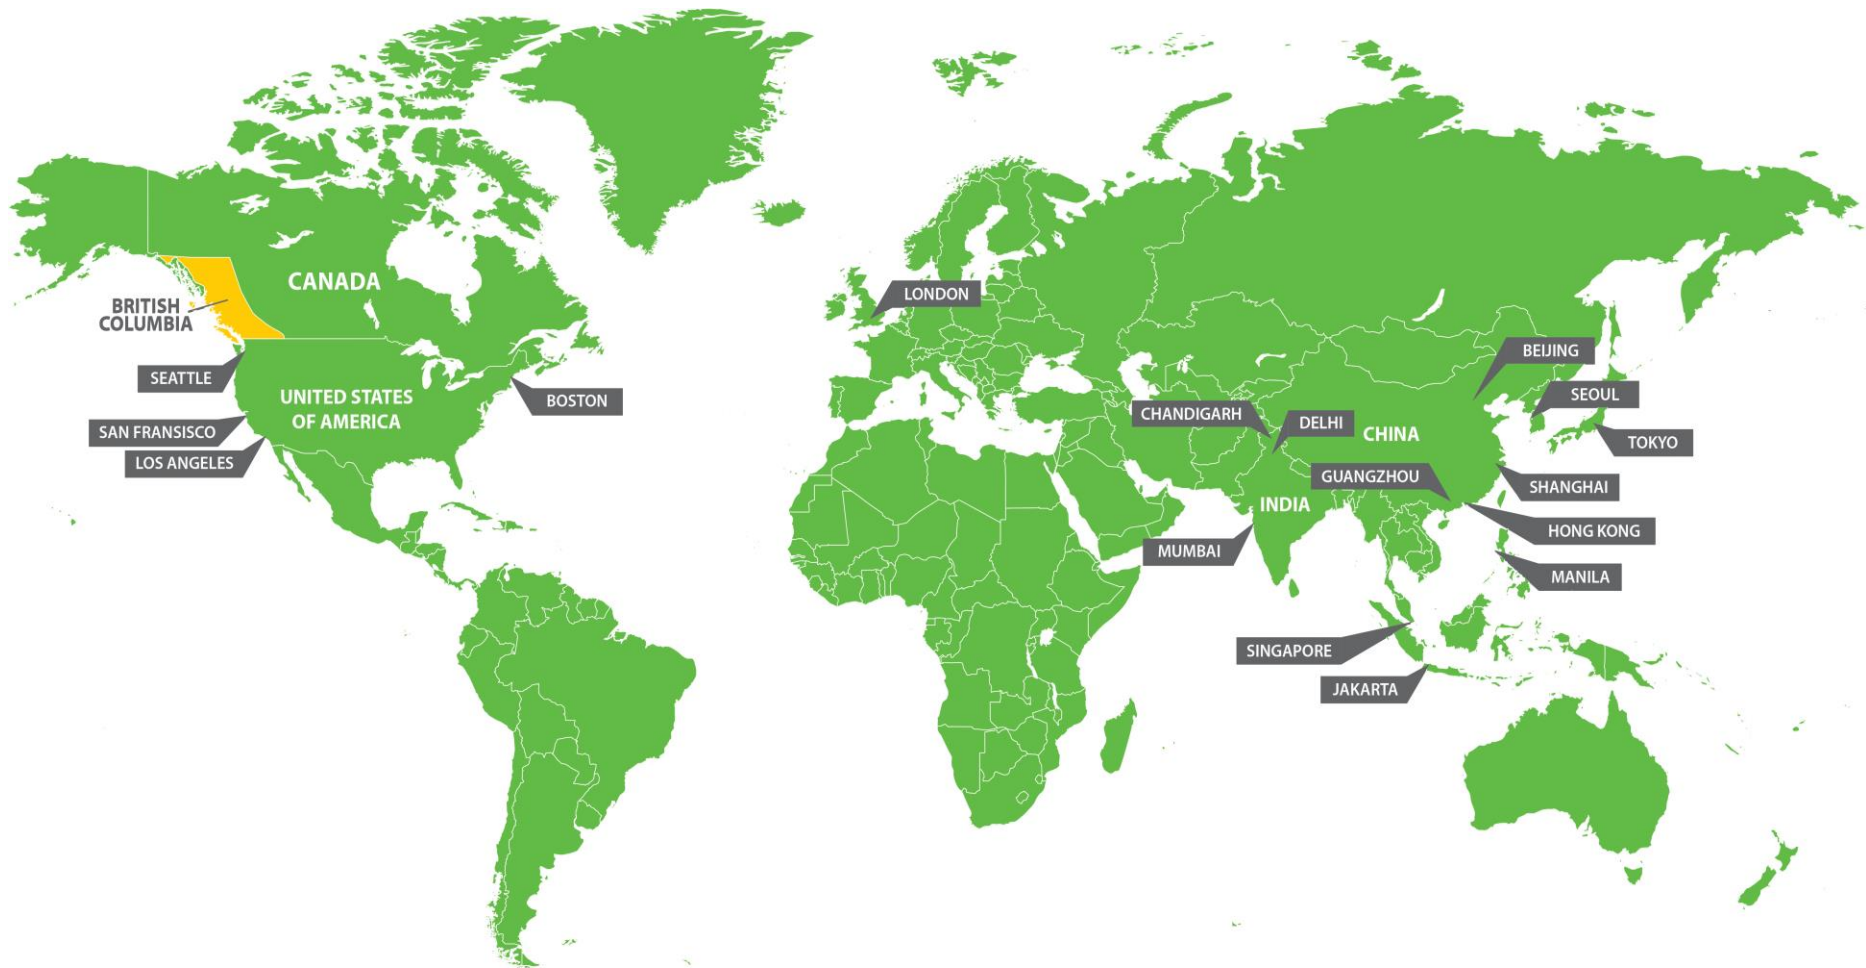 CANADA
BRITISH
COLUMBIA
SEATTLE
UNITED STATES
OF AMERICA
BOSTON
SAN FRANSISCO
LOS ANGELES
LONDON
BEIJING
SEOUL
CHANDIGARH
DELHI
CHINA
TOKYO
GUANGZHOU
SHANGHAI
INDIA
HONG KONG
MUMBAI
MANILA
SINGAPORE
JAKARTA